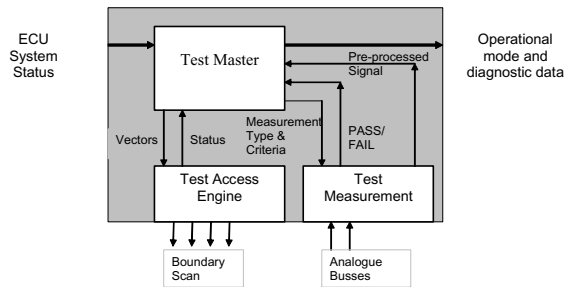 ECU
System
Status
Test Master
Operational
mode and
diagnostic data
Pre-processed
Signal
Measurement
Type &
Criteria
PASS/
FAIL
Vectors
Status
Test Access
Engine
Test
Measurement
Boundary
Scan
Analogue
Busses